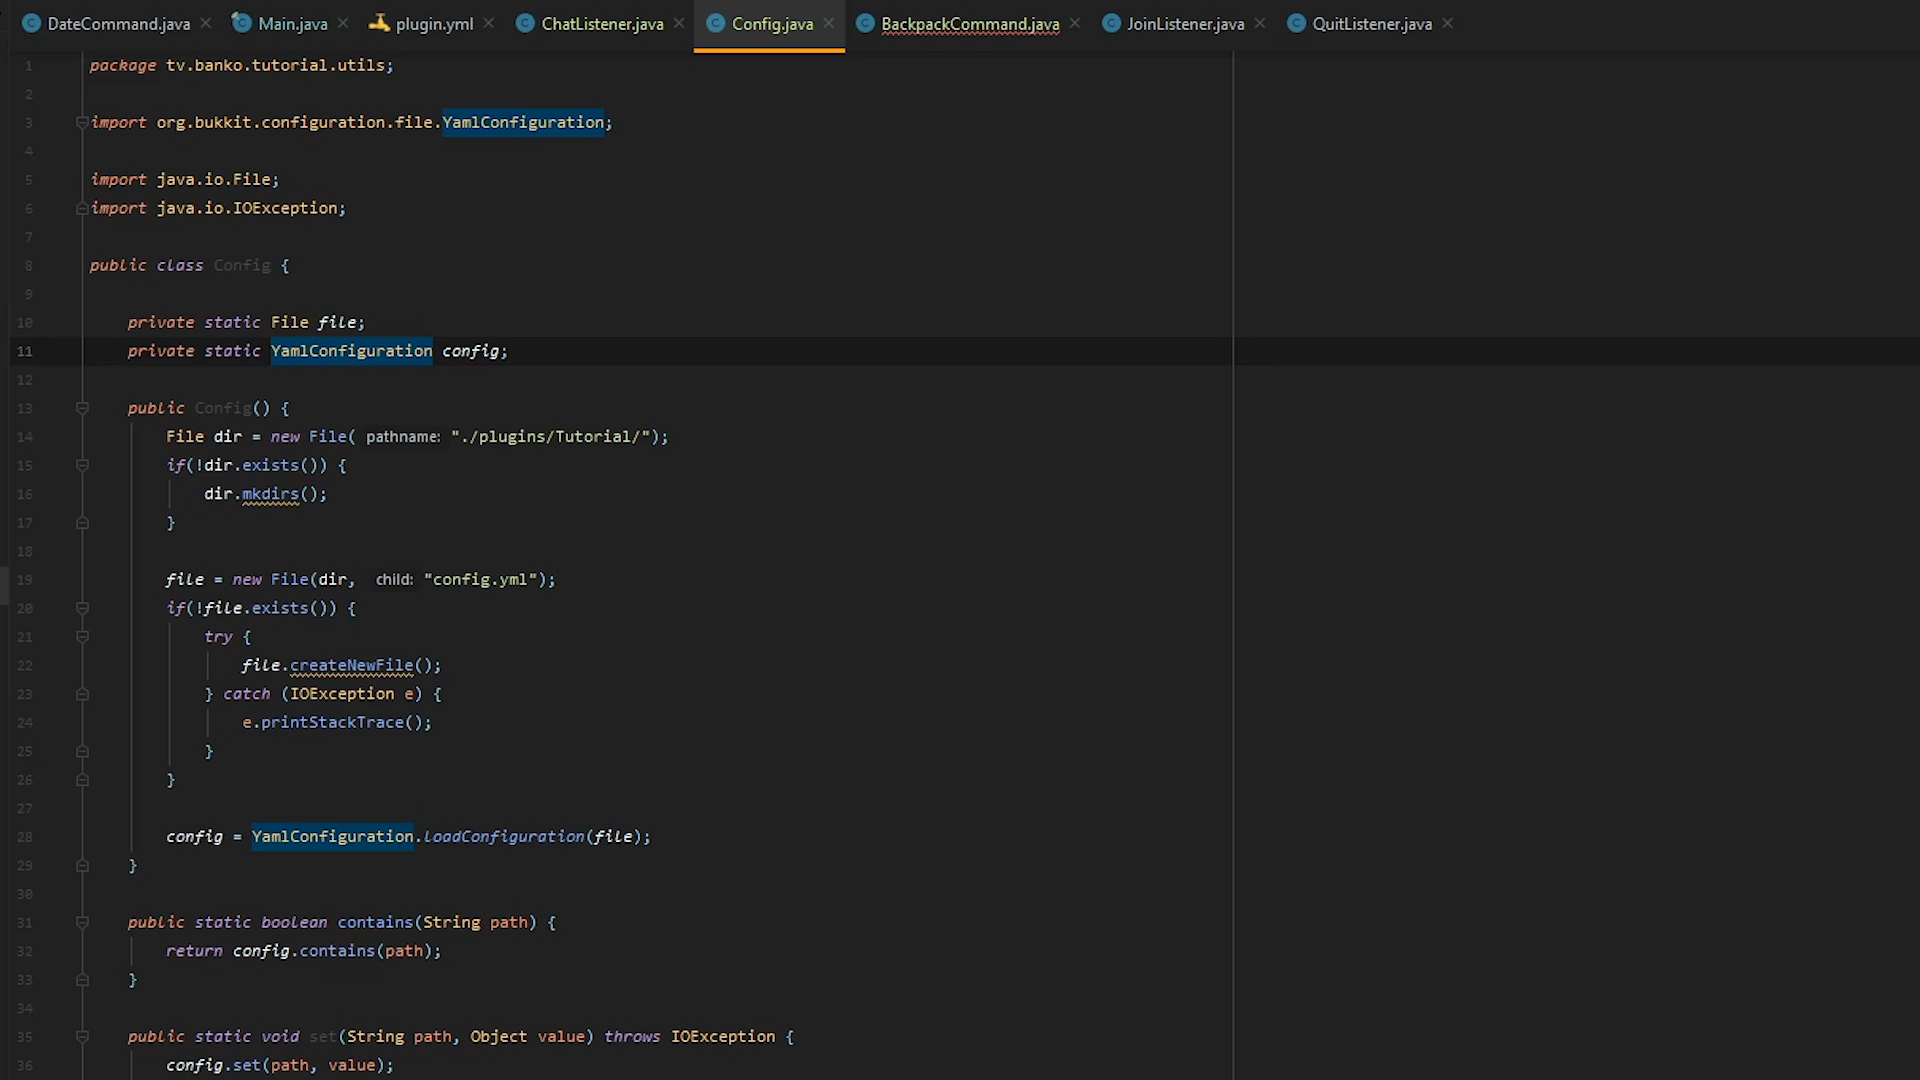 DateCommand.java
Main.java
plugin.yml
ChatListener.java
Config.java
BackpackCommand.java
JoinListener.java
QuitListener.java
1 package tv.banko.tutorial.utils;
2
3 import org.bukkit.configuration.file.YamlConfiguration;
4
5 import java.io.File;
6 import java.io.IOException;
7
8 public class Config {
9
10 private static File file;
11 private static YamlConfiguration config;
12
13 public Config() {
14 File dir = new File( pathname: "./plugins/Tutorial/");
15 if(!dir.exists()) {
16 dir.mkdirs();
17 }
18
19 file = new File(dir, child: "config.yml");
20 if(!file.exists()) {
21 try {
22 file.createNewFile();
23 } catch (IOException e) {
24 e.printStackTrace();
25 }
26 }
27
28 config = YamlConfiguration.loadConfiguration(file);
29 }
30
31 public static boolean contains(String path) {
32 return config.contains(path);
33 }
34
35 public static void set(String path, Object value) throws IOException {
36 config.set(path, value);